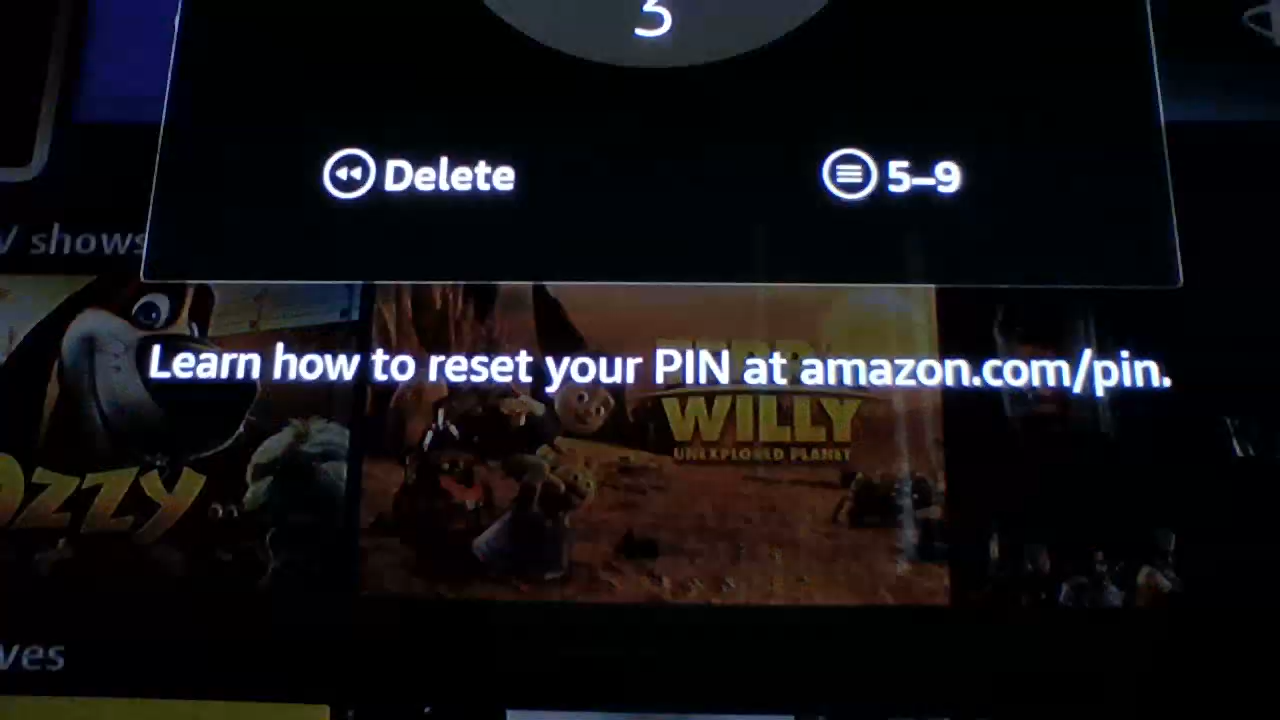 3
Delete
5–9
V shows
Learn how to reset your PIN at amazon.com/pin.
WILLY
UNEXPLORED PLANET
OZZY
ves